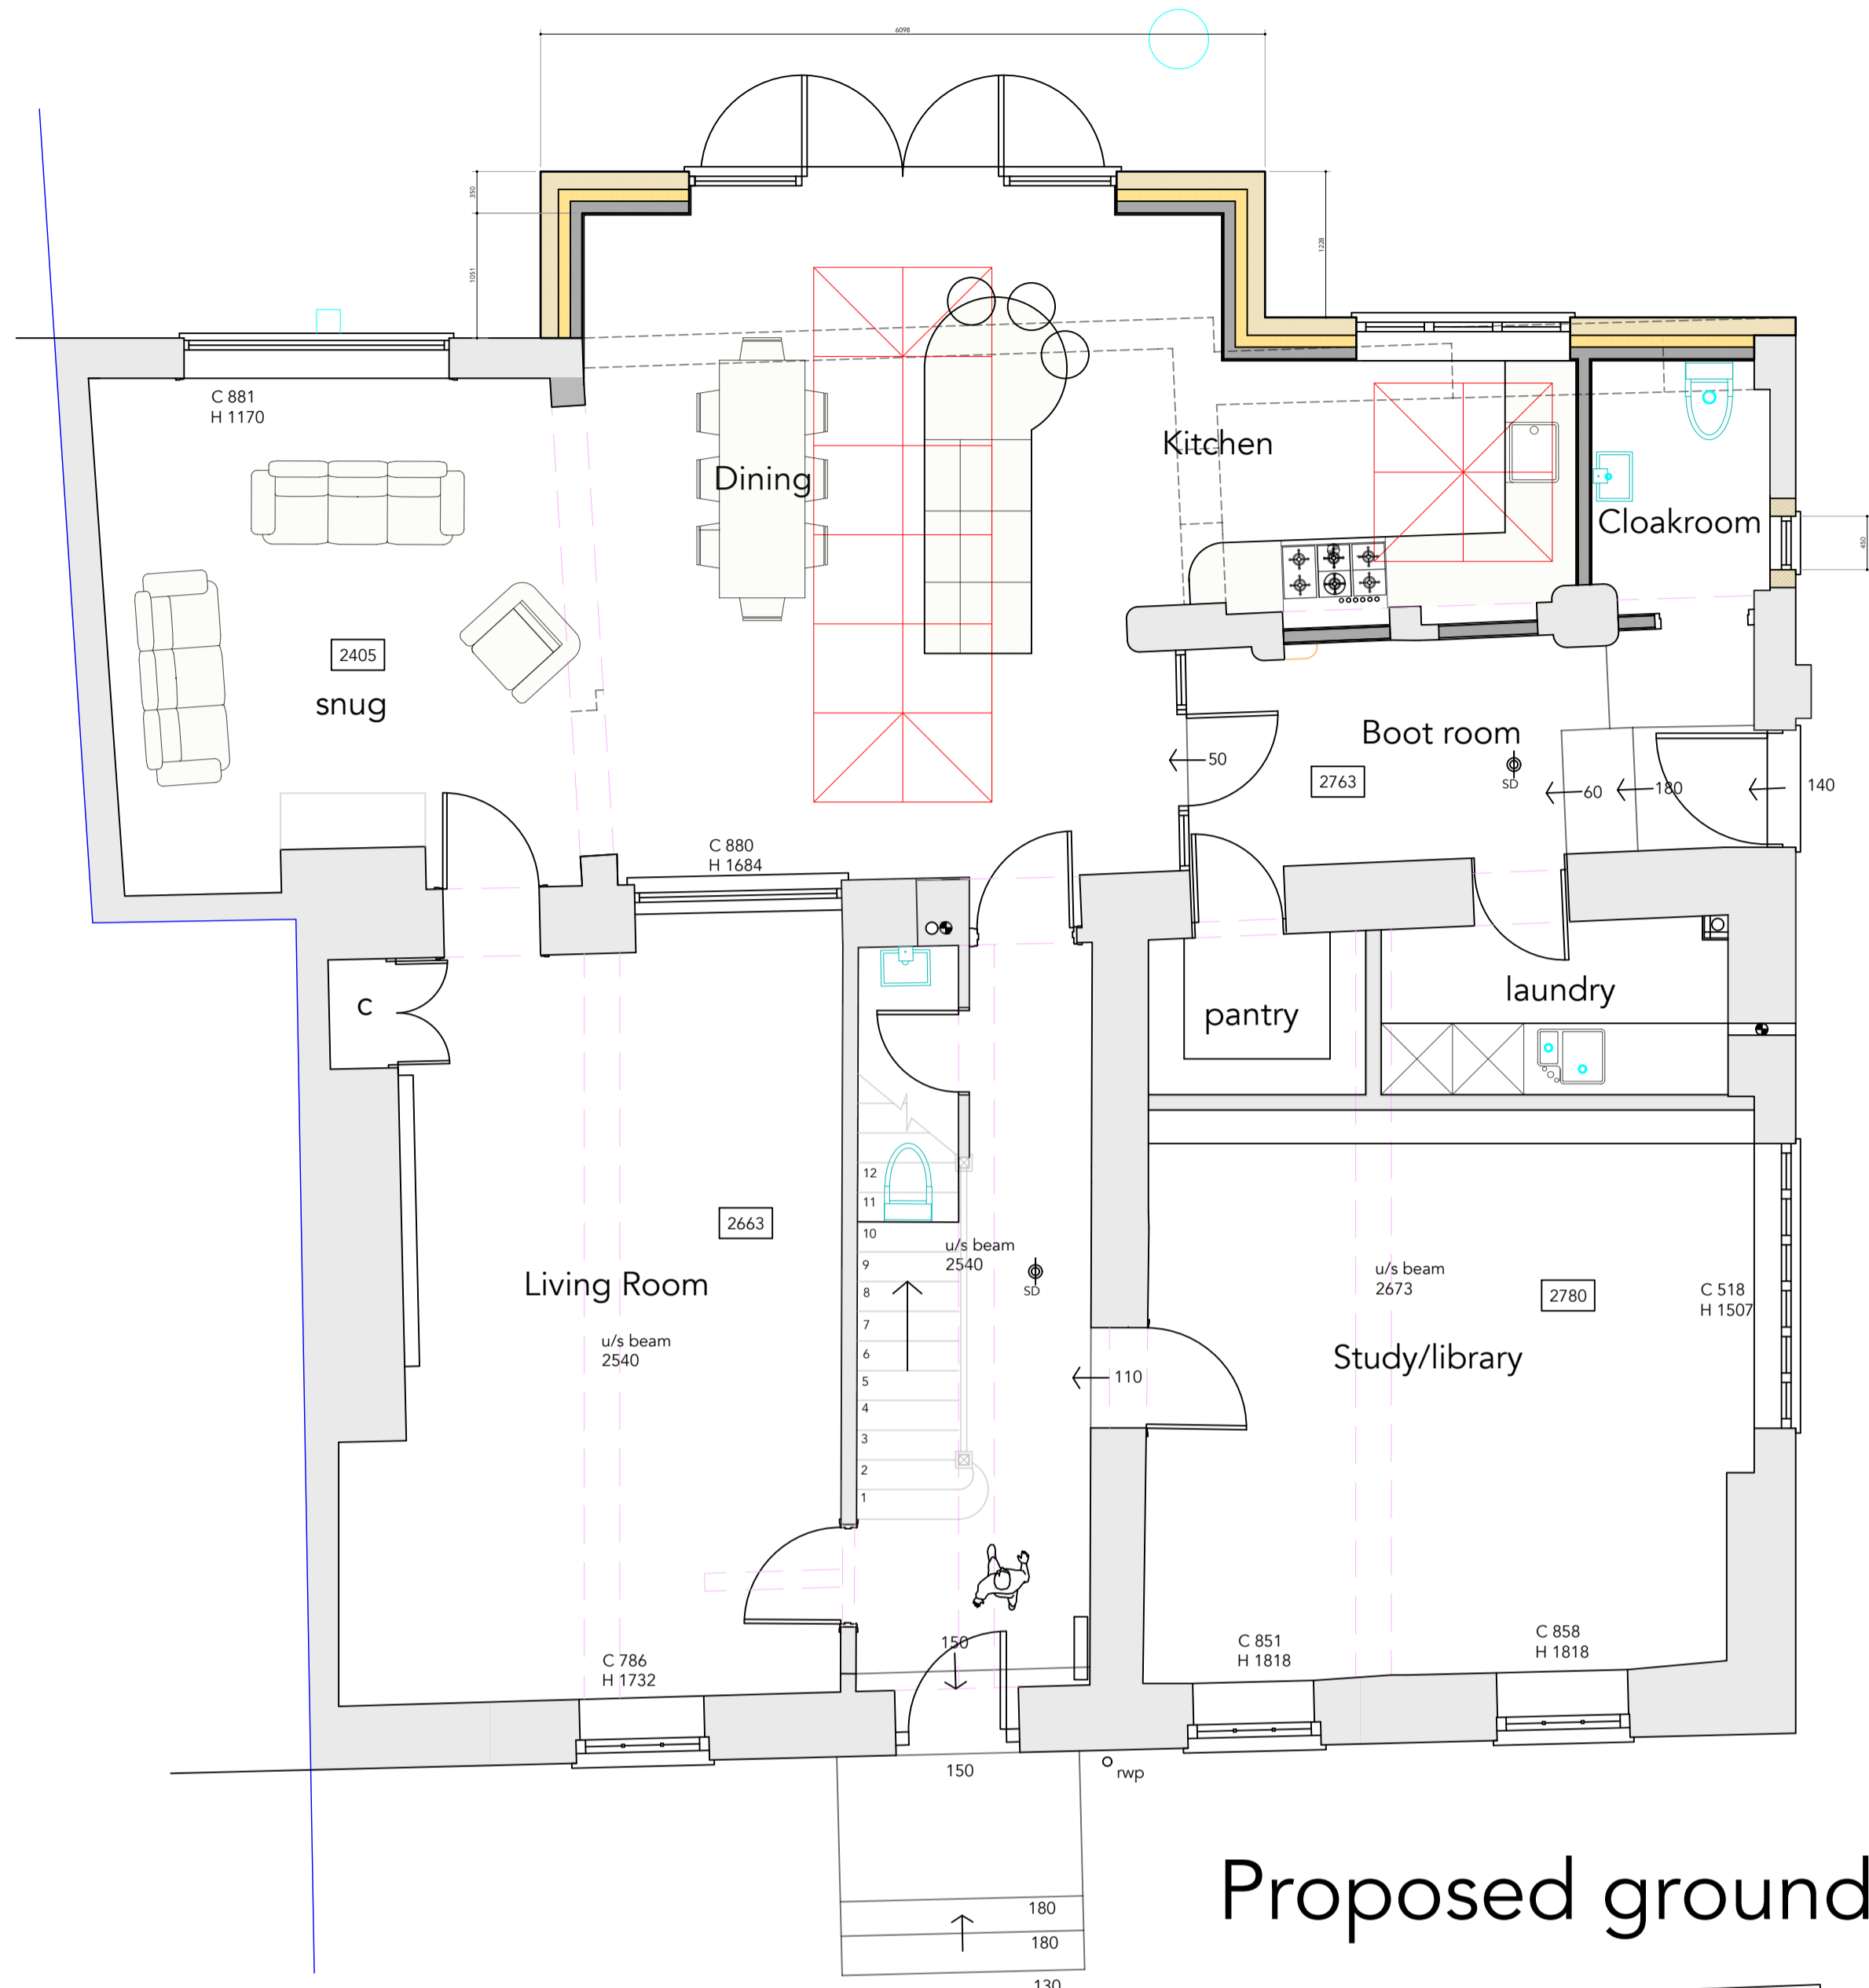 6098
350
1051
1228
C 881
H 1170
Kitchen
Dining
Cloakroom
450
2405
snug
Boot room
50
2763
SD
60
180
140
C 880
H 1684
c
pantry
laundry
12
11
10
9
8
7
6
5
4
3
2
1
2663
u/s beam
2540
SD
Living Room
u/s beam
2540
u/s beam
2673
2780
C 518
H 1507
Study/library
110
150
C 786
H 1732
C 851
H 1818
C 858
H 1818
150
rwp
Proposed ground
180
180
130